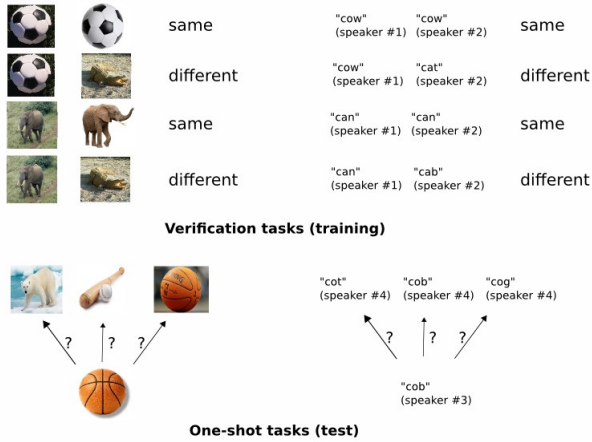 same "cow" "cow" same
(speaker #1) (speaker #2)
different "cow" "cat" different
(speaker #1) (speaker #2)
same "can" "can" same
(speaker #1) (speaker #2)
different "can" "cab" different
(speaker #1) (speaker #2)
Verification tasks (training)
"cot" "cob" "cog"
(speaker #4) (speaker #4) (speaker #4)
? ? ? ? ? ?
"cob"
(speaker #3)
One-shot tasks (test)